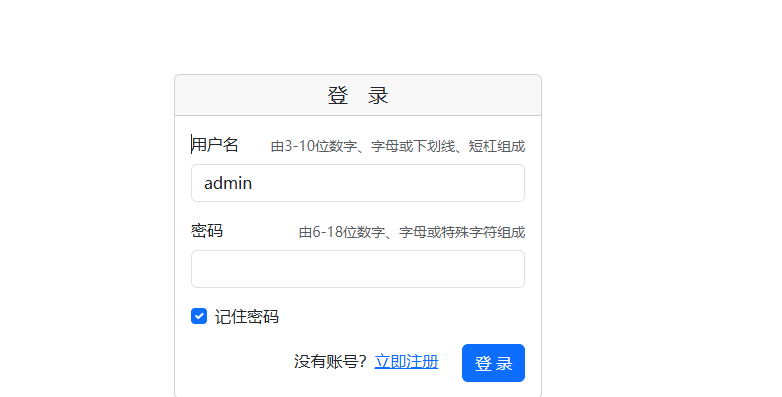 登 录
用户名 由3-10位数字、字母或下划线、短杠组成
admin
密码 由6-18位数字、字母或特殊字符组成
记住密码
没有账号？立即注册 登 录